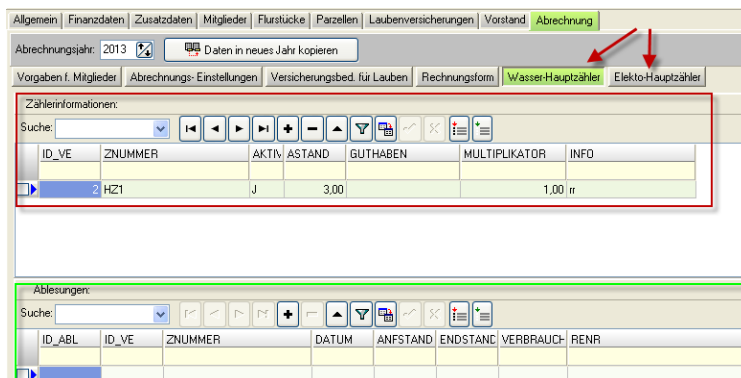 Allgemein Finanzdaten Zusatzdaten Mitglieder Flurstücke Parzellen Laubenversicherungen Vorstand Abrechnung
Abrechnungsjahr: 2013 Daten in neues Jahr kopieren
Vorgaben f. Mitglieder Abrechnungs- Einstellungen Versicherungsbed. für Lauben Rechnungsform Wasser-Hauptzähler Elekto-Hauptzähler
Zählerinformationen:
Suche:
ID_VE ZNUMMER AKTIV ASTAND GUTHABEN MULTIPLIKATOR INFO
2 HZ1 J 3,00 1,00 rr
Ablesungen:
Suche:
ID_ABL ID_VE ZNUMMER DATUM ANFSTAND ENDSTAND VERBRAUCH RENR